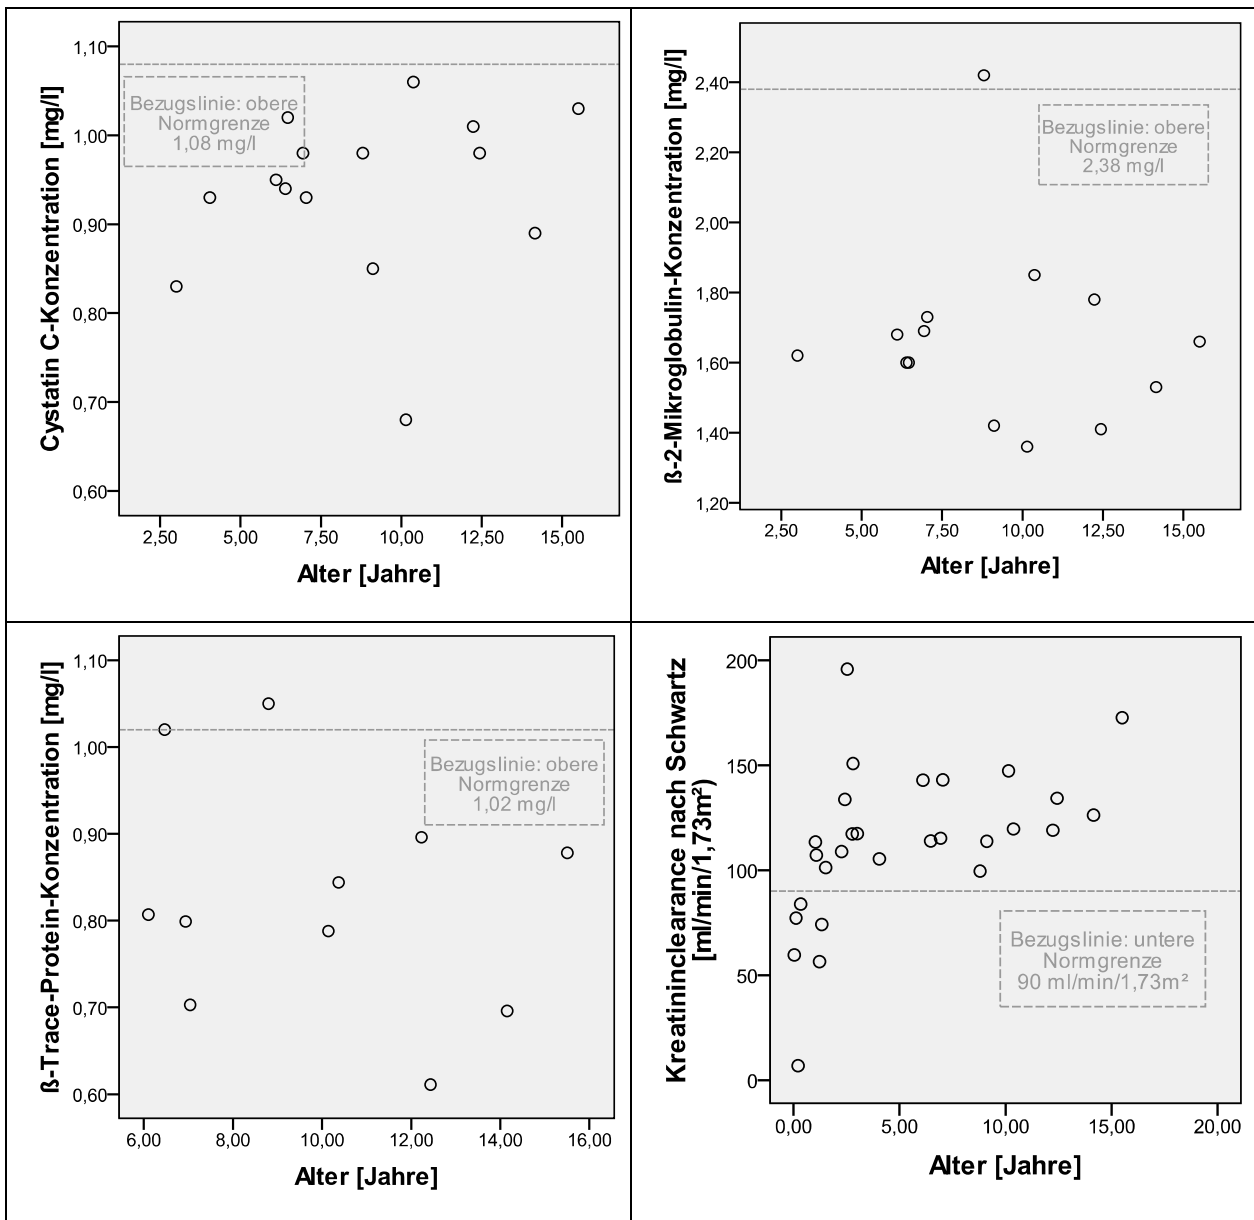 Cystatin C-Konzentration [mg/l]
1,10
1,00
0,90
0,80
0,70
0,60
Bezugslinie: obere
Normgrenze
1,08 mg/l
2,50 5,00 7,50 10,00 12,50 15,00
Alter [Jahre]
ß-2-Mikroglobulin-Konzentration [mg/l]
2,40
2,20
2,00
1,80
1,60
1,40
1,20
Bezugslinie: obere
Normgrenze
2,38 mg/l
2,50 5,00 7,50 10,00 12,50 15,00
Alter [Jahre]
ß-Trace-Protein-Konzentration [mg/l]
1,10
1,00
0,90
0,80
0,70
0,60
Bezugslinie: obere
Normgrenze
1,02 mg/l
6,00 8,00 10,00 12,00 14,00 16,00
Alter [Jahre]
Kreatininclearance nach Schwartz
[ml/min/1,73m²)
200
150
100
50
0
Bezugslinie: untere
Normgrenze
90 ml/min/1,73m²
0,00 5,00 10,00 15,00 20,00
Alter [Jahre]